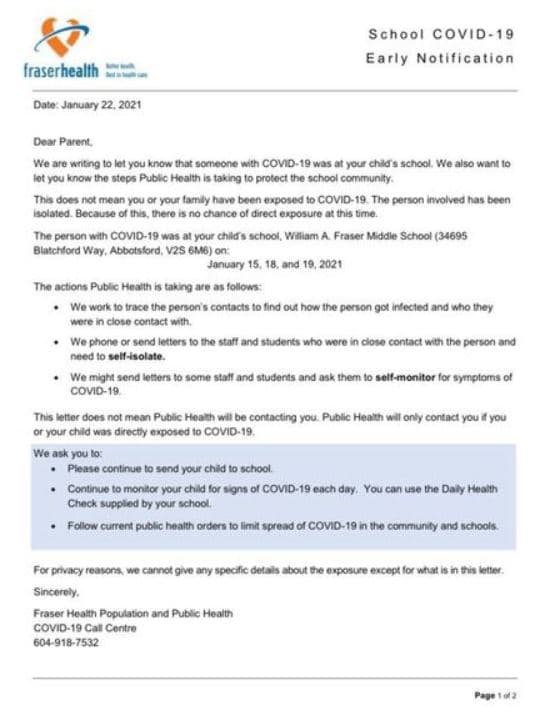 School COVID-19
Early Notification
fraserhealth
Better health.
Best in health care.
Date: January 22, 2021
Dear Parent,
We are writing to let you know that someone with COVID-19 was at your child's school. We also want to
let you know the steps Public Health is taking to protect the school community.
This does not mean you or your family have been exposed to COVID-19. The person involved has been
isolated. Because of this, there is no chance of direct exposure at this time.
The person with COVID-19 was at your child's school, William A. Fraser Middle School (34695
Blatchford Way, Abbotsford, V2S 6M6) on:
January 15, 18, and 19, 2021
The actions Public Health is taking are as follows:
• We work to trace the person's contacts to find out how the person got infected and who they
were in close contact with.
• We phone or send letters to the staff and students who were in close contact with the person and
need to self-isolate.
• We might send letters to some staff and students and ask them to self-monitor for symptoms of
COVID-19.
This letter does not mean Public Health will be contacting you. Public Health will only contact you if you
or your child was directly exposed to COVID-19.
We ask you to:
• Please continue to send your child to school.
• Continue to monitor your child for signs of COVID-19 each day. You can use the Daily Health
Check supplied by your school.
• Follow current public health orders to limit spread of COVID-19 in the community and schools.
For privacy reasons, we cannot give any specific details about the exposure except for what is in this letter.
Sincerely,
Fraser Health Population and Public Health
COVID-19 Call Centre
604-918-7532
Page 1 of 2